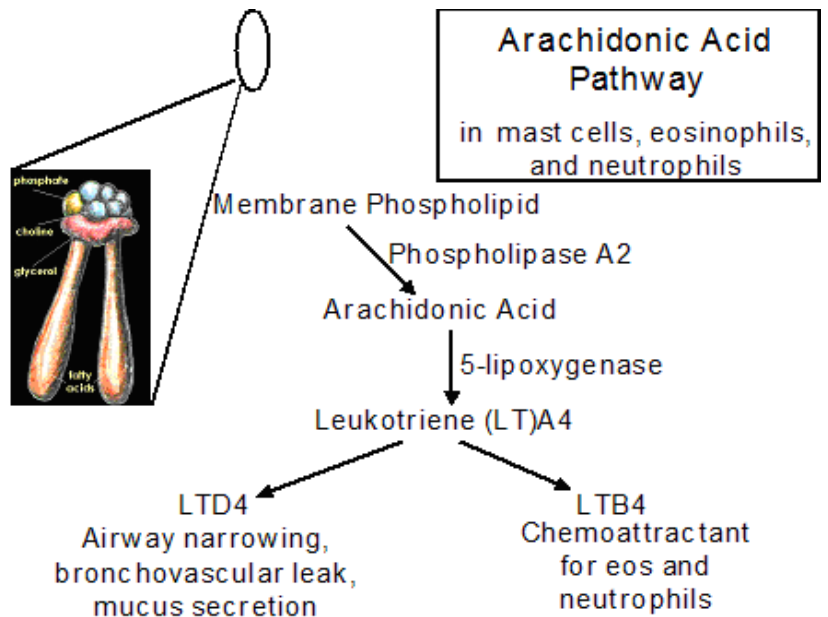 Arachidonic Acid
Pathway
in mast cells, eosinophils,
and neutrophils
phosphate
choline
glycerol
fatty
acids
Membrane Phospholipid
Phospholipase A2
Arachidonic Acid
5-lipoxygenase
Leukotriene (LT)A4
LTD4
Airway narrowing,
bronchovascular leak,
mucus secretion
LTB4
Chemoattractant
for eos and
neutrophils